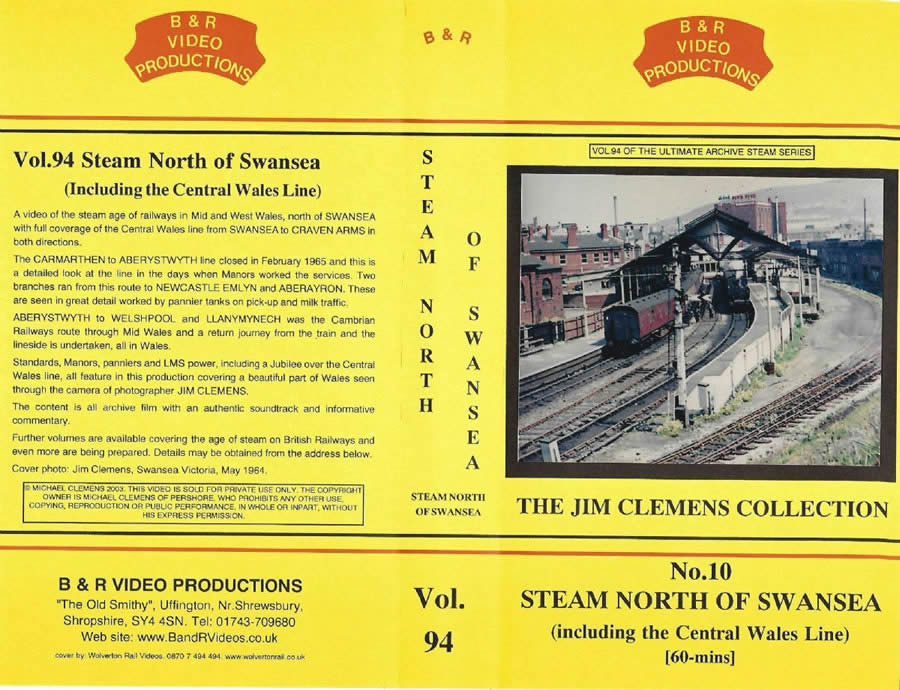 B & R
VIDEO
PRODUCTIONS
Vol.94 Steam North of Swansea
(Including the Central Wales Line)
A video of the steam age of railways in Mid and West Wales, north of SWANSEA
with full coverage of the Central Wales line from SWANSEA to CRAVEN ARMS in
both directions.
The CARMARTHEN to ABERYSTWYTH line closed in February 1965 and this is
a detailed look at the line in the days when Manors worked the services. Two
branches ran from this route to NEWCASTLE EMLYN and ABERAYRON. These
are seen in great detail worked by pannier tanks on pick-up and milk traffic.
ABERYSTWYTH to WELSHPOOL and LLANYMYNECH was the Cambrian
Railways route through Mid Wales and a return journey from the train and the
lineside is undertaken, all in Wales.
Standards, Manors, panniers and LMS power, including a Jubilee over the Central
Wales line, all feature in this production covering a beautiful part of Wales seen
through the camera of photographer JIM CLEMENS.
The content is all archive film with an authentic soundtrack and informative
commentary.
Further volumes are available covering the age of steam on British Railways and
even more are being prepared. Details may be obtained from the address below.
Cover photo: Jim Clemens, Swansea Victoria, May 1964.
© MICHAEL CLEMENS 2003. THIS VIDEO IS SOLD FOR PRIVATE USE ONLY. THE COPYRIGHT
OWNER IS MICHAEL CLEMENS OF PERSHORE, WHO PROHIBITS ANY OTHER USE,
COPYING, REPRODUCTION OR PUBLIC PERFORMANCE, IN WHOLE OR INPART, WITHOUT
HIS EXPRESS PERMISSION.
B & R VIDEO PRODUCTIONS
"The Old Smithy", Uffington, Nr.Shrewsbury,
Shropshire, SY4 4SN. Tel: 01743-709680
Web site: www.BandRVideos.co.uk
cover by: Wolverton Rail Videos. 0870 7 494 494. www.wolvertonrail.co.uk
B & R
STEAM NORTH
OF SWANSEA
STEAM NORTH
OF SWANSEA
Vol.
94
B & R
VIDEO
PRODUCTIONS
VOL.94 OF THE ULTIMATE ARCHIVE STEAM SERIES
THE JIM CLEMENS COLLECTION
No.10
STEAM NORTH OF SWANSEA
(including the Central Wales Line)
[60-mins]